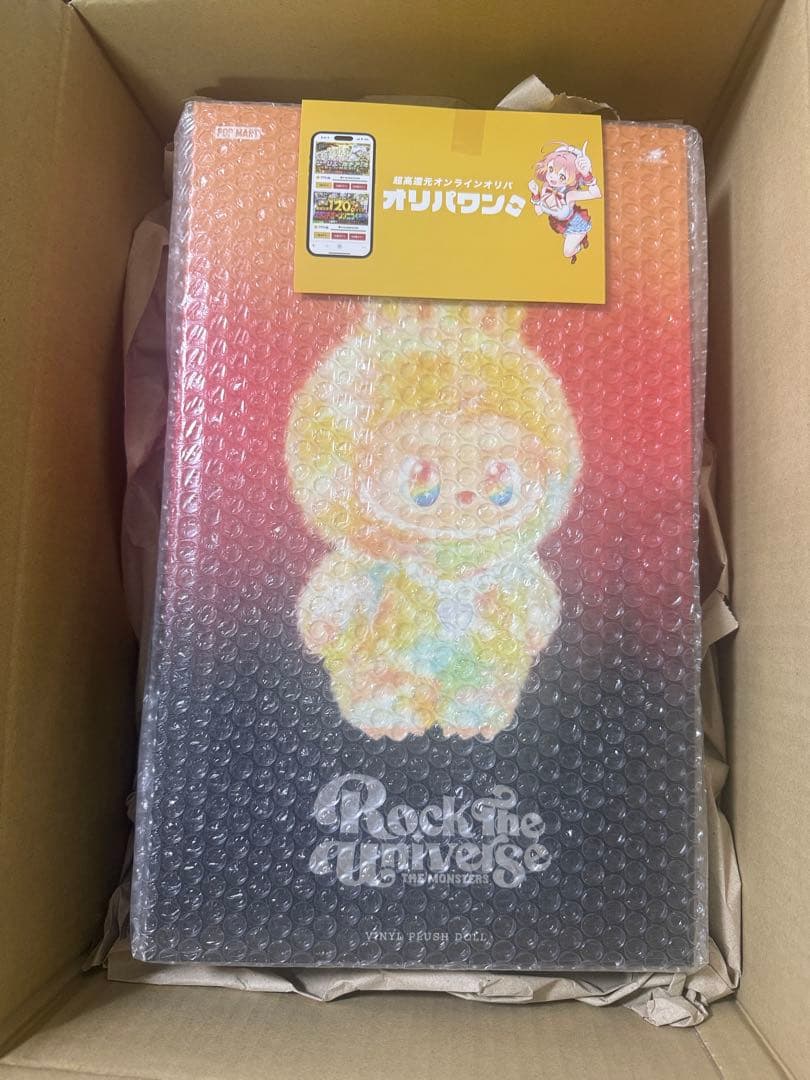 POP MART
超高還元オンラインオリパ
オリパワン
120
Rock The
Universe
THE MONSTERS
VINYL PLUSH DOLL